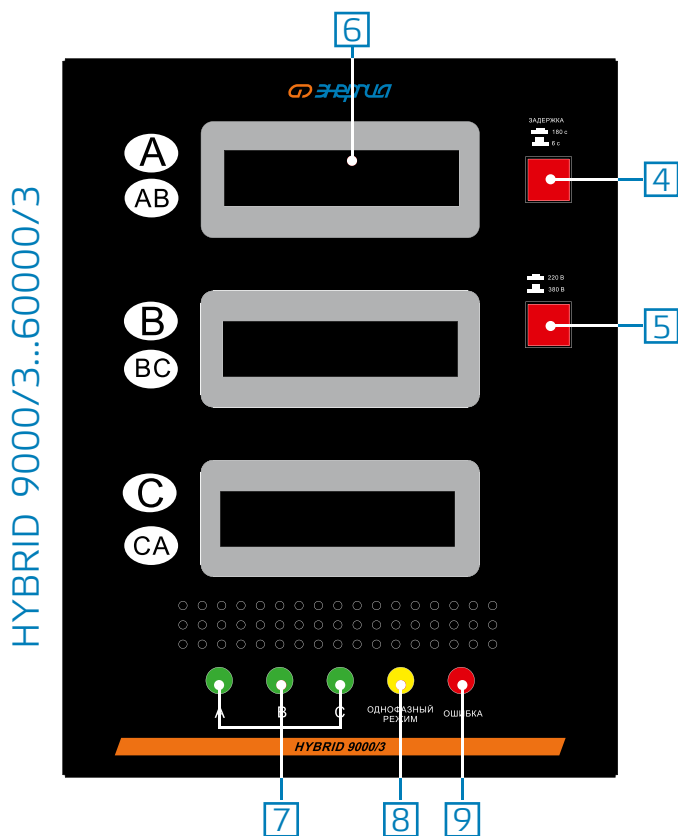 6
энергия
ЗАДЕРЖКА
180 с
6 с
4
A
AB
220 В
380 В
5
B
BC
C
CA
HYBRID 9000/3...60000/3
A B C ОДНОФАЗНЫЙ РЕЖИМ ОШИБКА
HYBRID 9000/3
7 8 9